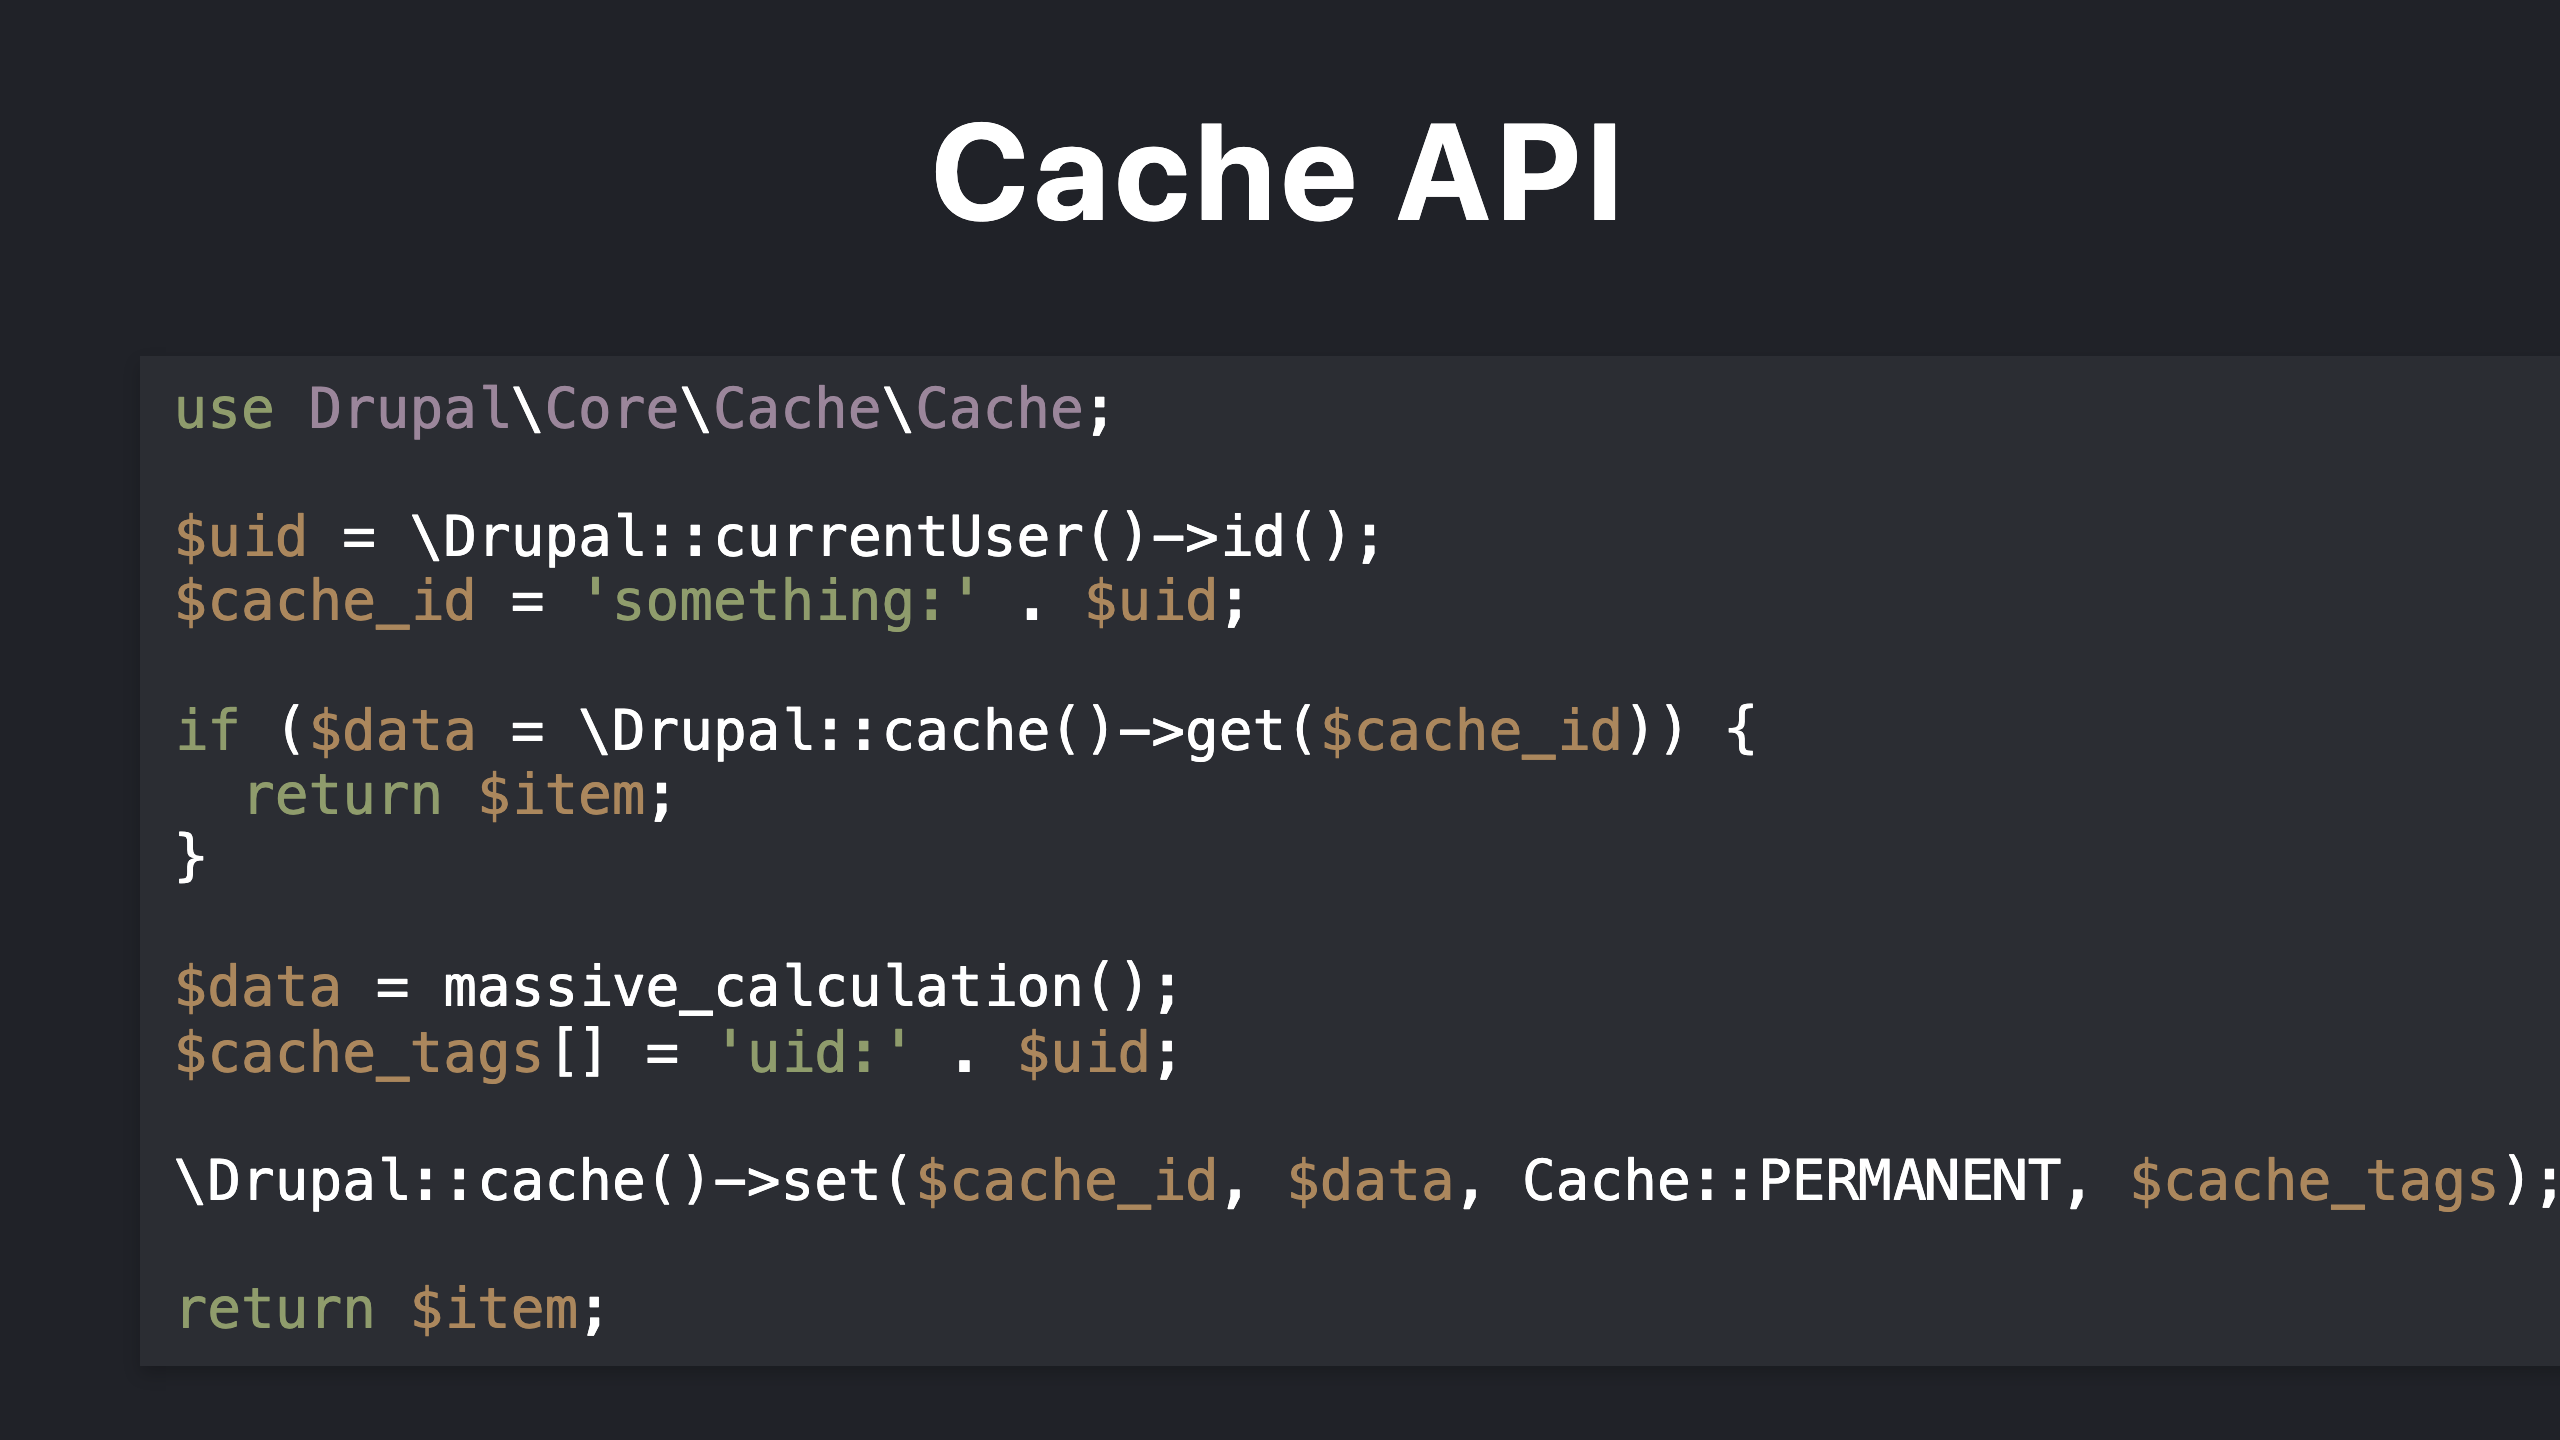 Cache API
use Drupal\Core\Cache\Cache;
$uid = \Drupal::currentUser()->id();
$cache_id = 'something:' . $uid;
if ($data = \Drupal::cache()->get($cache_id)) {
  return $item;
}
$data = massive_calculation();
$cache_tags[] = 'uid:' . $uid;
\Drupal::cache()->set($cache_id, $data, Cache::PERMANENT, $cache_tags);
return $item;